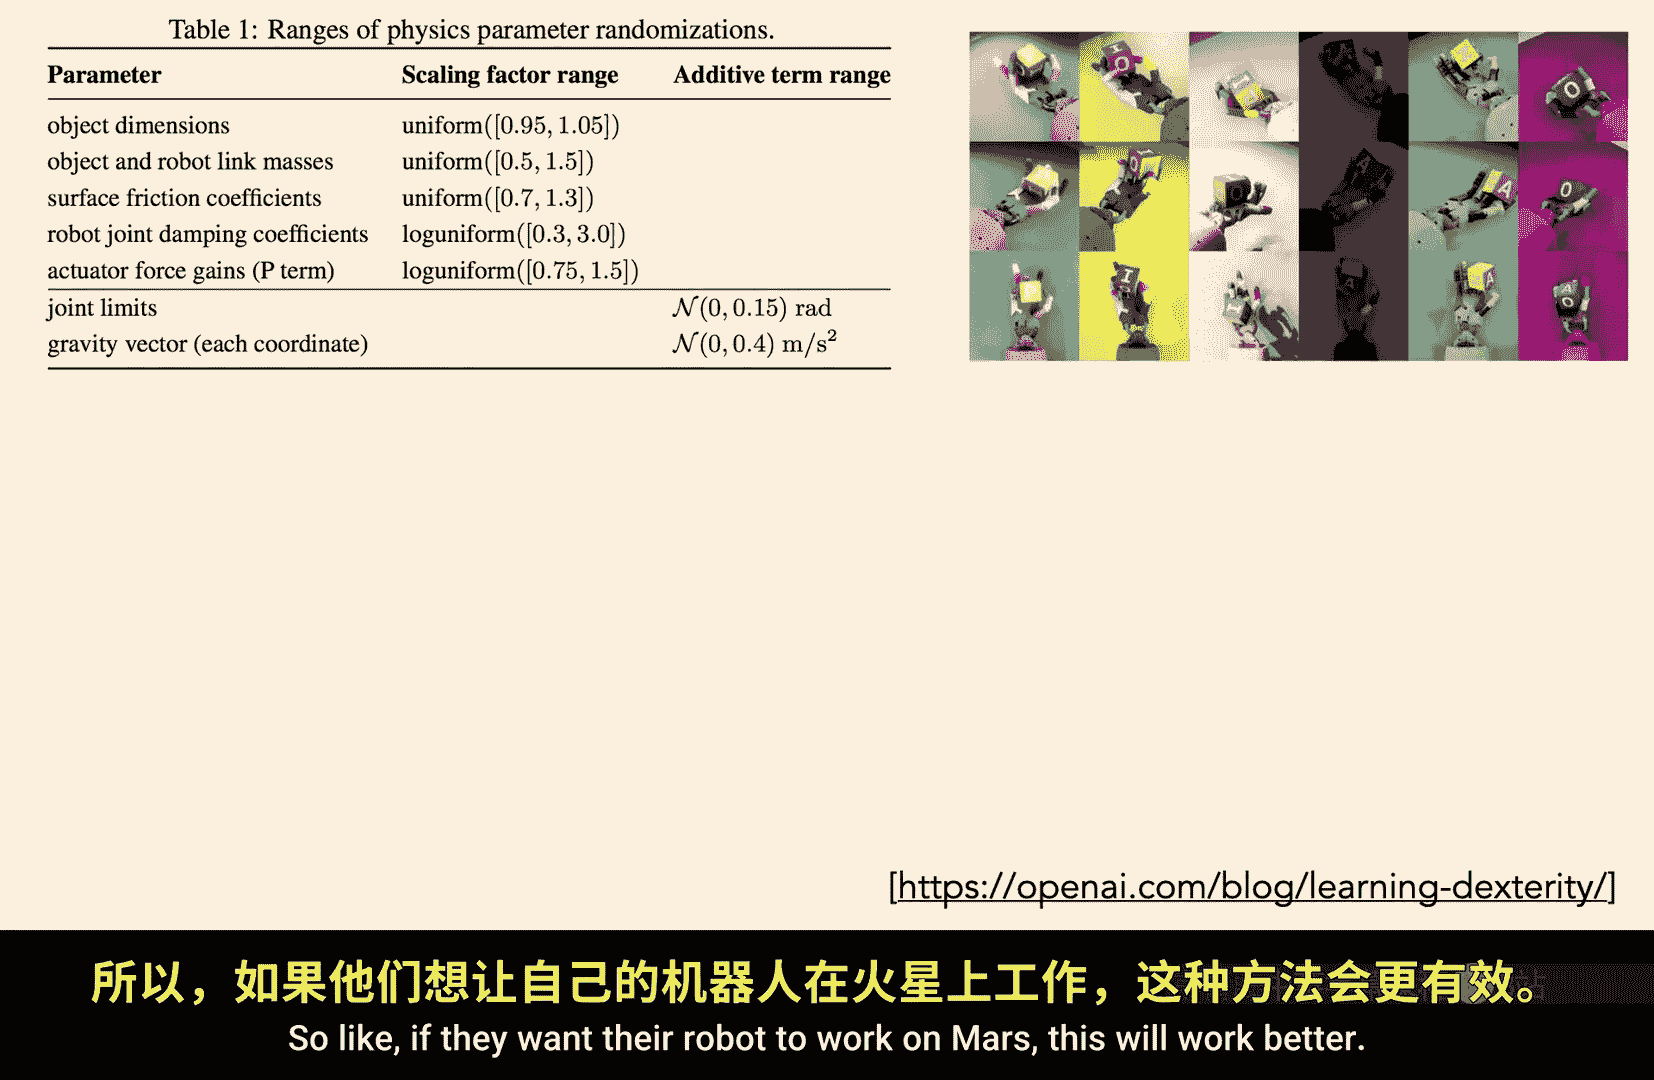 Table 1: Ranges of physics parameter randomizations.
Parameter Scaling factor range Additive term range
object dimensions uniform([0.95, 1.05])
object and robot link masses uniform([0.5, 1.5])
surface friction coefficients uniform([0.7, 1.3])
robot joint damping coefficients loguniform([0.3, 3.0])
actuator force gains (P term) loguniform([0.75, 1.5])
joint limits 𝒩(0, 0.15) rad
gravity vector (each coordinate) 𝒩(0, 0.4) m/s²
[https://openai.com/blog/learning-dexterity/]
所以，如果他们想让自己的机器人在火星上工作，这种方法会更有效。
So like, if they want their robot to work on Mars, this will work better.